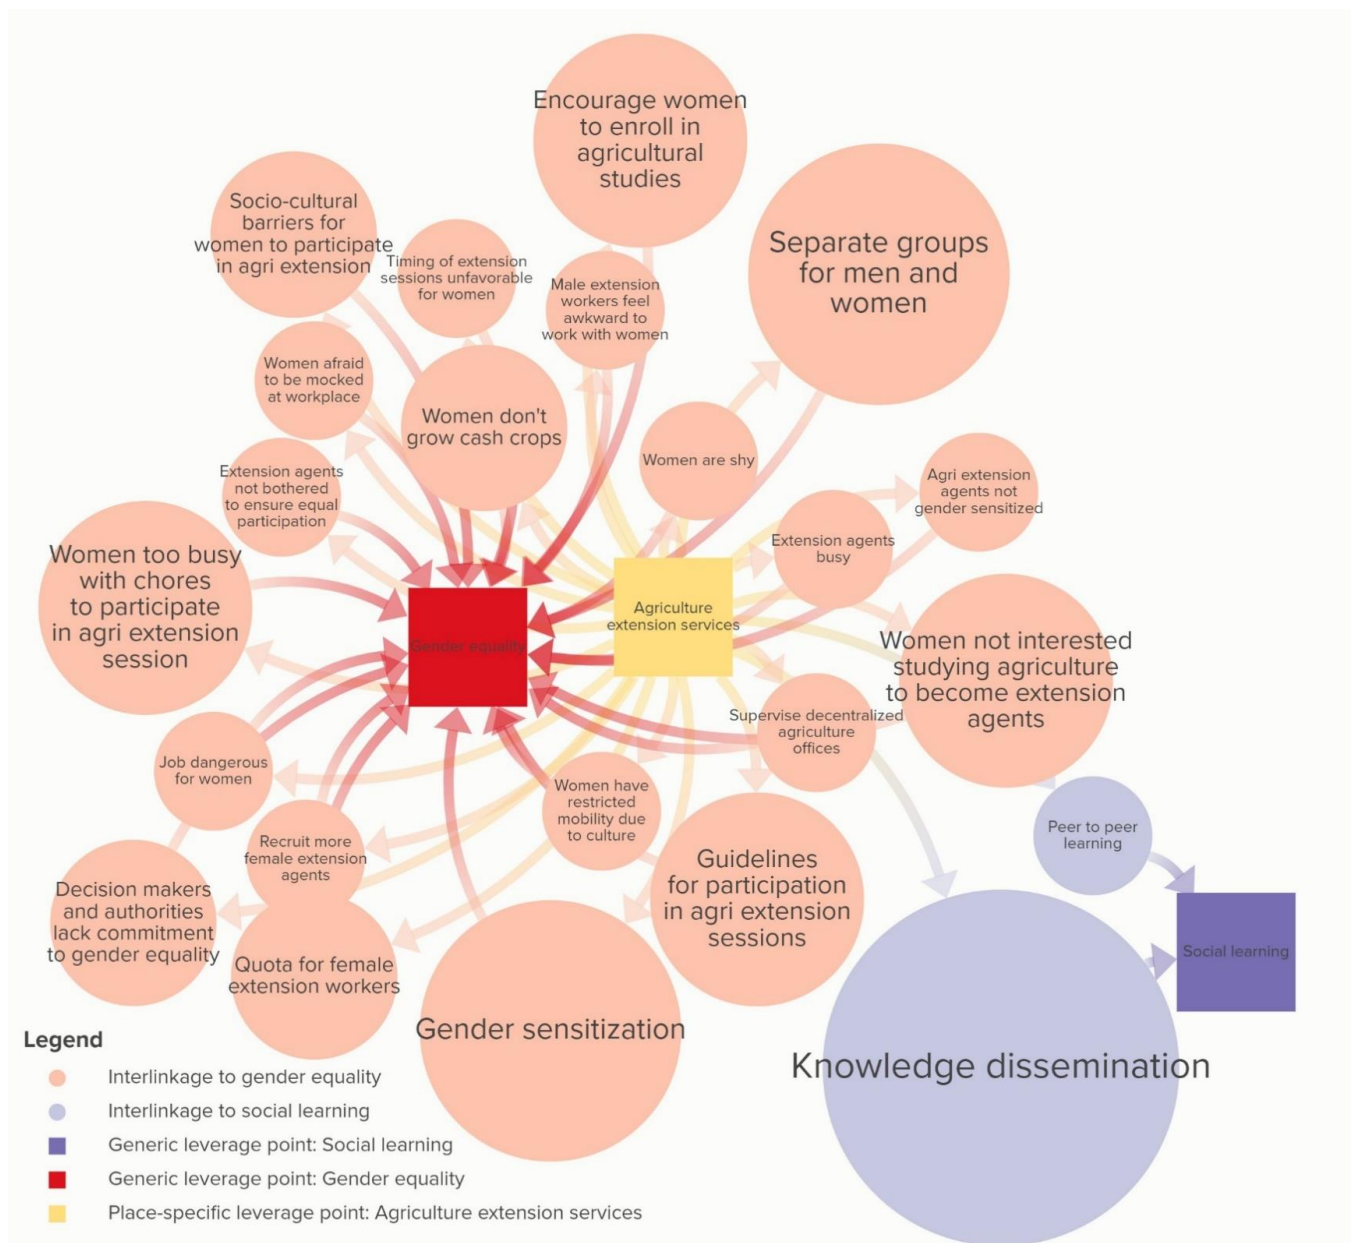 Encourage women
to enroll in
agricultural
studies
Socio-cultural
barriers for
women to participate
in agri extension
Timing of extension
sessions unfavorable
for women
Male extension
workers feel
awkward to
work with women
Separate groups
for men and
women
Women afraid
to be mocked
at workplace
Women don't
grow cash crops
Women are shy
Extension agents
not bothered
to ensure equal
participation
Agri extension
agents not
gender sensitized
Extension agents
busy
Women too busy
with chores
to participate
in agri extension
session
Gender equality
Agriculture
extension services
Women not interested
studying agriculture
to become extension
agents
Supervise decentralized
agriculture
offices
Job dangerous
for women
Women have
restricted
mobility due
to culture
Peer to peer
learning
Recruit more
female extension
agents
Guidelines
for participation
in agri extension
sessions
Decision makers
and authorities
lack commitment
to gender equality
Quota for female
extension workers
Social learning
Gender sensitization
Knowledge dissemination
Legend
Interlinkage to gender equality
Interlinkage to social learning
Generic leverage point: Social learning
Generic leverage point: Gender equality
Place-specific leverage point: Agriculture extension services